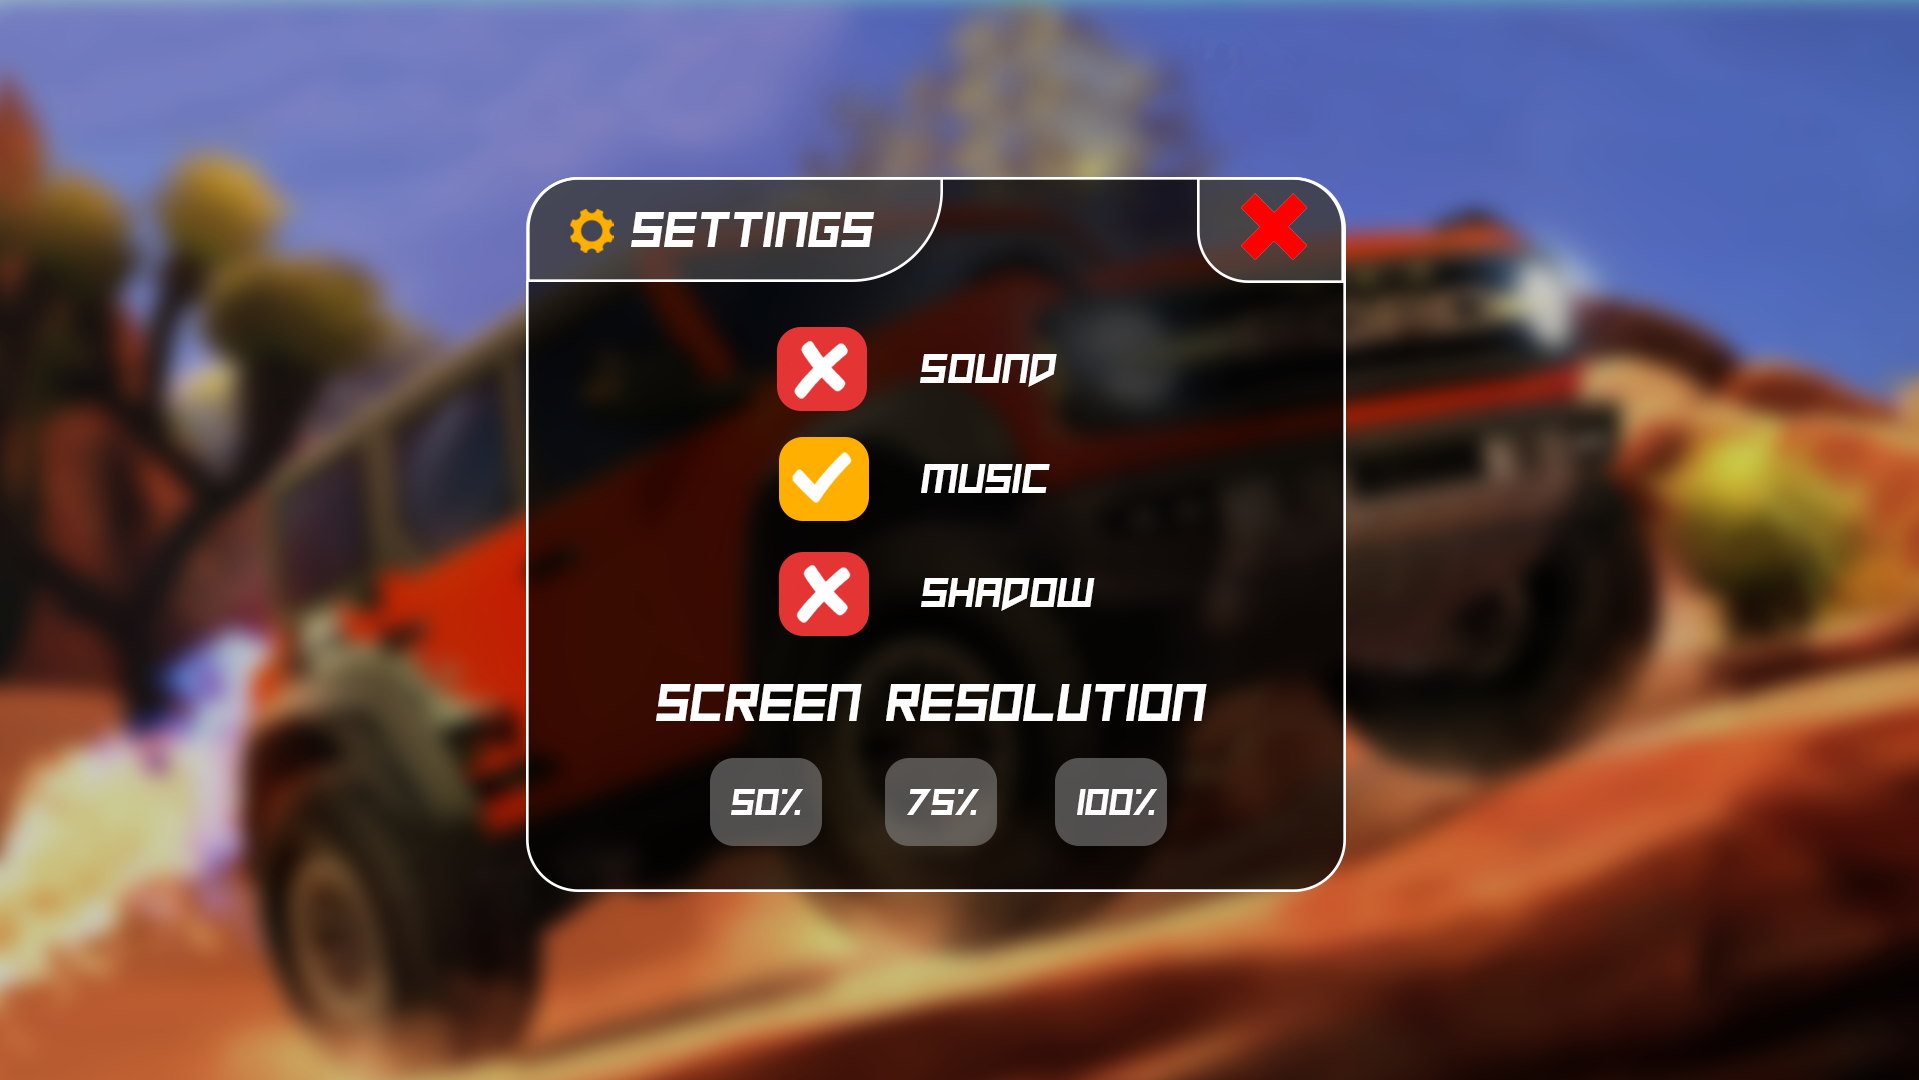 SETTINGS
SOUND
MUSIC
SHADOW
SCREEN RESOLUTION
50% 75% 100%